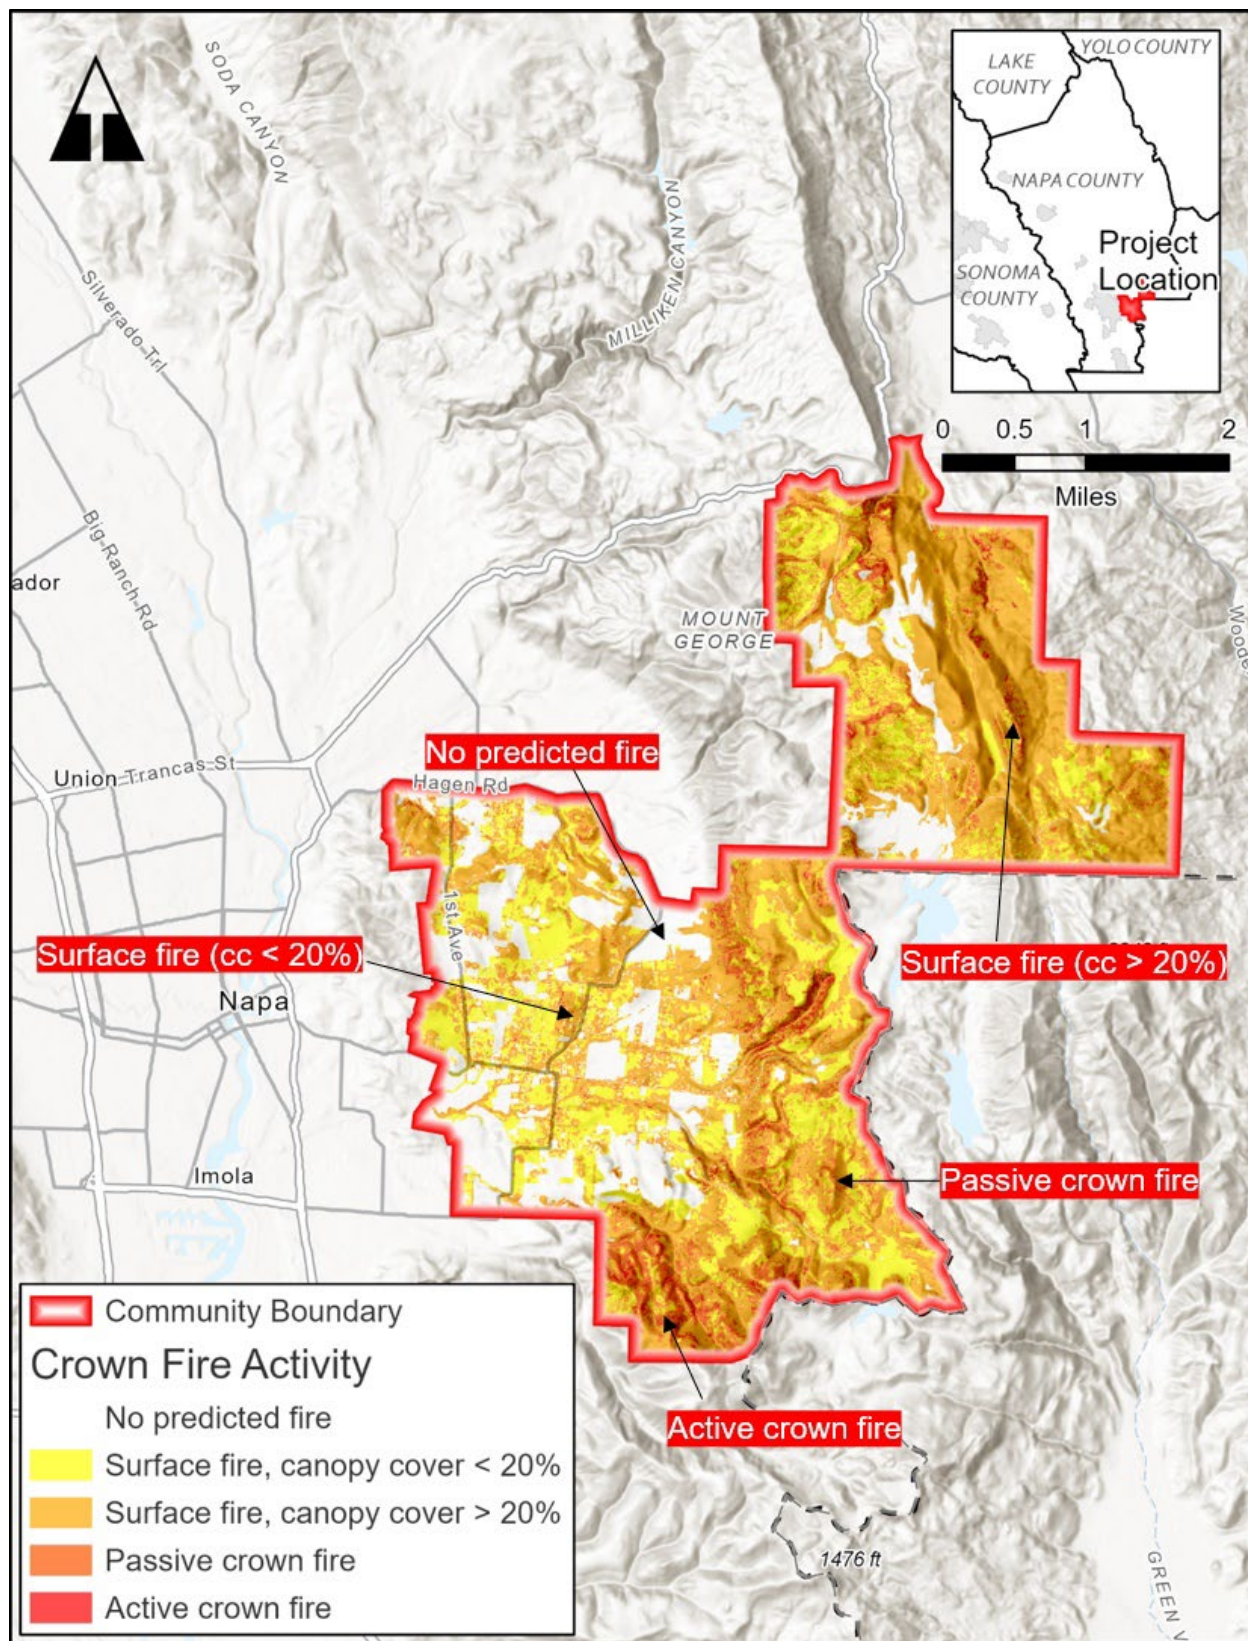 SODA CANYON
LAKE
COUNTY
YOLO COUNTY
NAPA COUNTY
SONOMA
COUNTY
Project
Location
MILLIKEN CANYON
Silverado Trl
0 0.5 1 2
Miles
Big Ranch Rd
ador
MOUNT
GEORGE
Woode
No predicted fire
Union
Trancas St
Hagen Rd
1st Ave
Surface fire (cc < 20%)
Surface fire (cc > 20%)
Napa
Imola
Passive crown fire
Active crown fire
Community Boundary
Crown Fire Activity
No predicted fire
Surface fire, canopy cover < 20%
Surface fire, canopy cover > 20%
Passive crown fire
Active crown fire
1476 ft
GREEN V